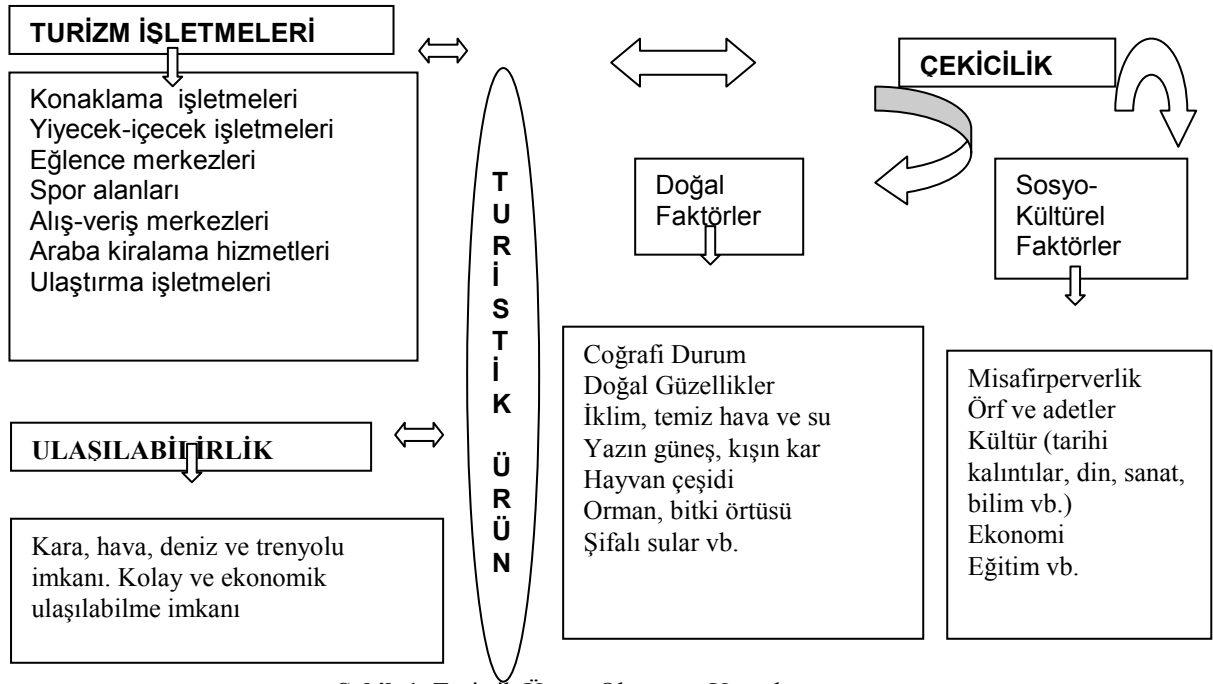 TURİZM İŞLETMELERİ
Konaklama işletmeleri
Yiyecek-içecek işletmeleri
Eğlence merkezleri
Spor alanları
Alış-veriş merkezleri
Araba kiralama hizmetleri
Ulaştırma işletmeleri
ULAŞILABİLİRLİK
Kara, hava, deniz ve trenyolu
imkanı. Kolay ve ekonomik
ulaşılabilme imkanı
TURİSTİK ÜRÜN
ÇEKİCİLİK
Doğal
Faktörler
Coğrafi Durum
Doğal Güzellikler
İklim, temiz hava ve su
Yazın güneş, kışın kar
Hayvan çeşidi
Orman, bitki örtüsü
Şifalı sular vb.
Sosyo-
Kültürel
Faktörler
Misafirperverlik
Örf ve adetler
Kültür (tarihi
kalıntılar, din, sanat,
bilim vb.)
Ekonomi
Eğitim vb.